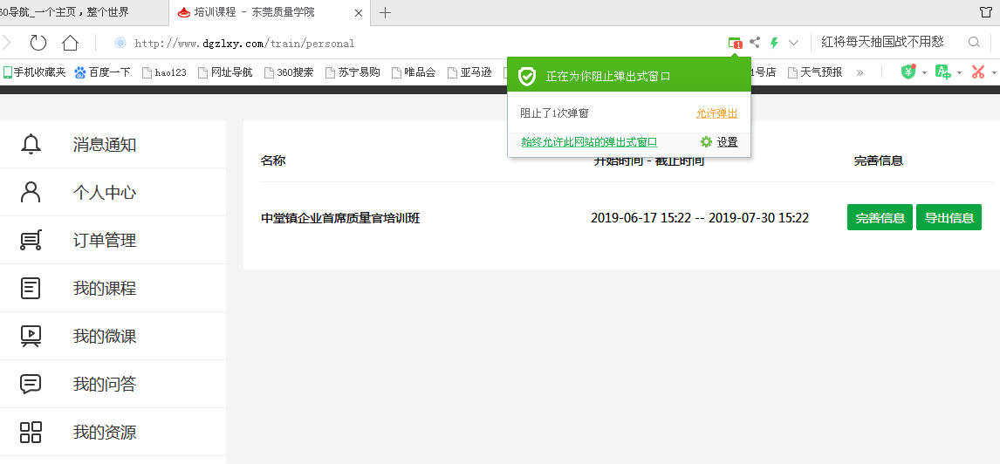 60导航_一个主页，整个世界
培训课程 - 东莞质量学院
http://www.dgzlxy.com/train/personal
1
红将每天抽国战不用愁
手机收藏夹 百度一下 hao123 网址导航 360搜索 苏宁易购 唯品会 亚马逊 1号店 天气预报 »
正在为你阻止弹出式窗口
阻止了1次弹窗 允许弹出
始终允许此网站的弹出式窗口 设置
消息通知
个人中心
订单管理
我的课程
我的微课
我的问答
我的资源
名称 开始时间 - 截止时间 完善信息
中堂镇企业首席质量官培训班 2019-06-17 15:22 -- 2019-07-30 15:22 完善信息 导出信息